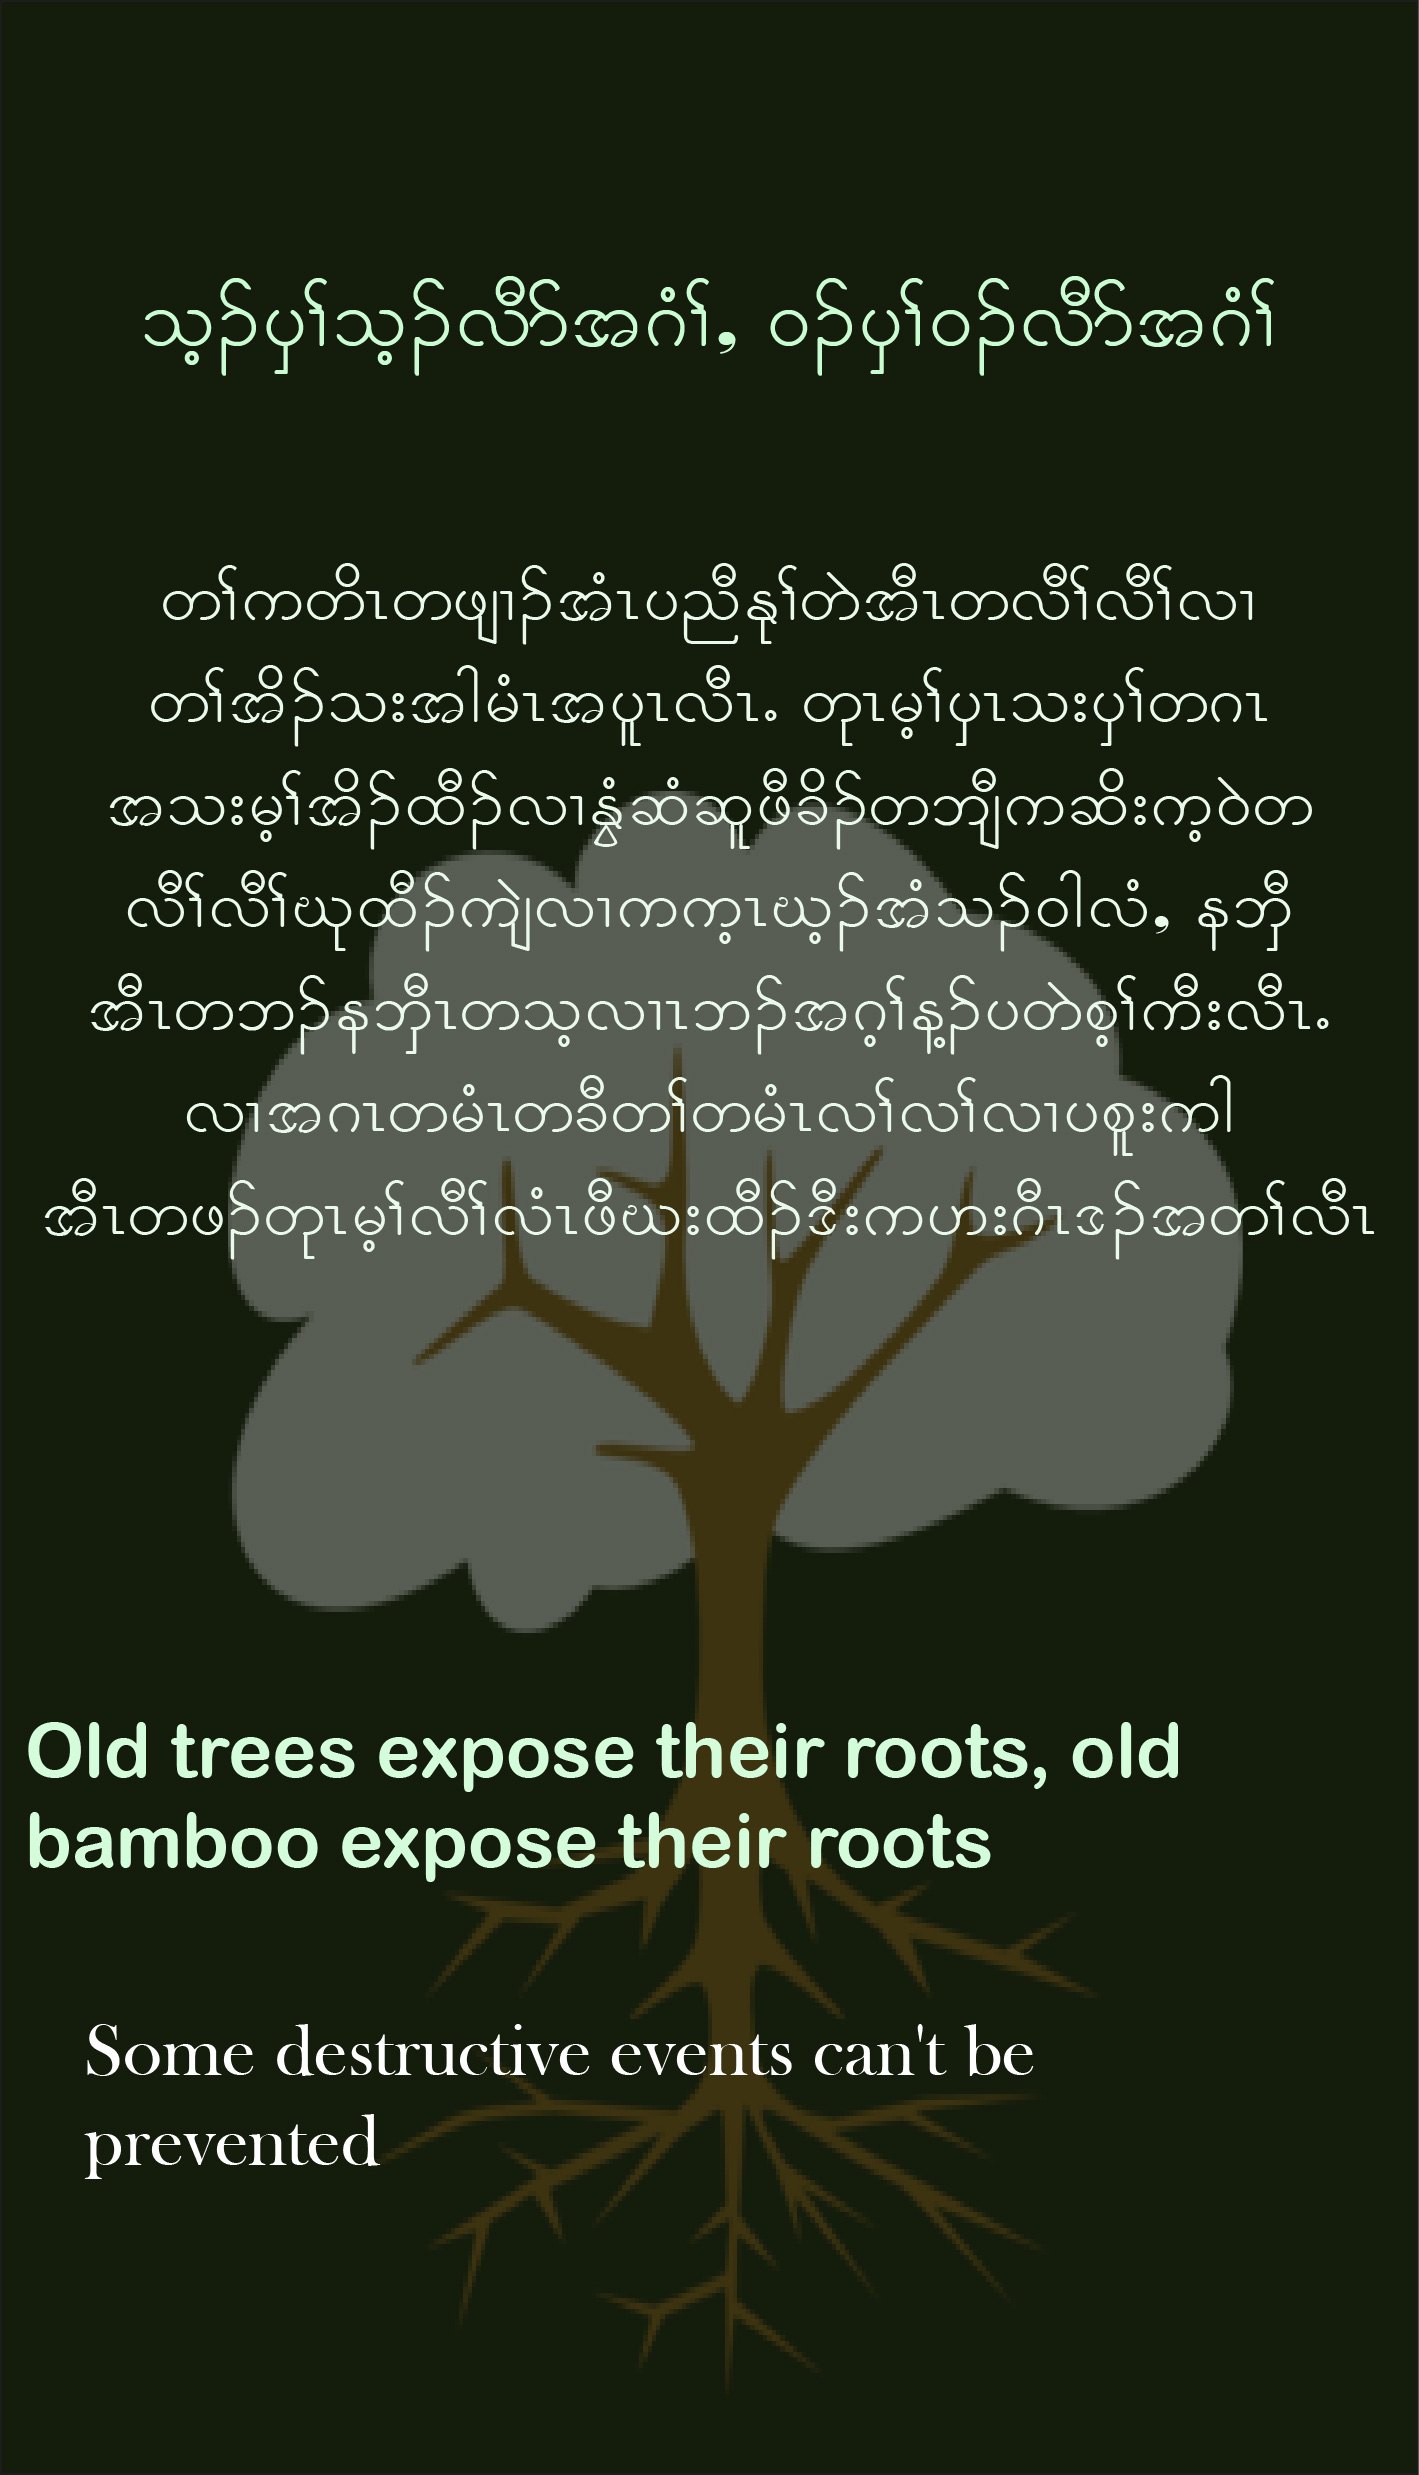 သ့ၣ်ပှၢ်သ့ၣ်လီာ်အဂံၢ်, ဝၣ်ပှၢ်ဝၣ်လီာ်အဂံၢ်
တၢ်ကတိၤတဖျၢၣ်အံၤပညီနုၢ်တဲအီၤတလီၢ်လီၢ်လၢ
တၢ်အိၣ်သးအါမံၤအပူၤလီၤ. တုၤမ့ၢ်ပှၤသးပှၢ်တဂၤ
အသးမ့ၢ်အိၣ်ထီၣ်လၢနွံဆံဆူဖီခိၣ်တဘျီကဆိးက့ဝဲတ
လီၢ်လီၢ်ဃုထီၣ်ကျဲလၢကက့ၤဃ့ၣ်အံသၣ်ဝါလံ, နဘှီ
အီၤတဘၣ်နဘှီၤတသ့လၢၤဘၣ်အဂ့ၢ်န့ၣ်ပတဲစ့ၢ်ကီးလီၤ.
လၢအဂၤတမံၤတခီတၢ်တမံၤလၢ်လၢ်လၢပစူးကါ
အီၤတဖၣ်တုၤမ့ၢ်လီၢ်လံၤဖီဃးထီၣ်ဒီးကဟးဂီၤဒၣ်အတၢ်လီၤ
Old trees expose their roots, old
bamboo expose their roots
Some destructive events can't be
prevented